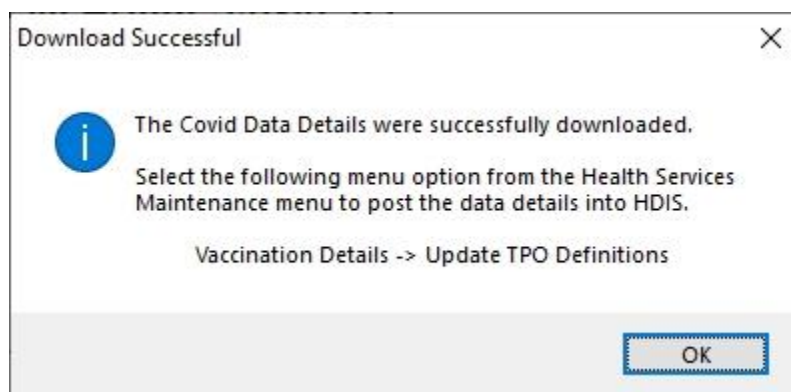 Download Successful
The Covid Data Details were successfully downloaded.
Select the following menu option from the Health Services
Maintenance menu to post the data details into HDIS.
Vaccination Details -> Update TPO Definitions
OK